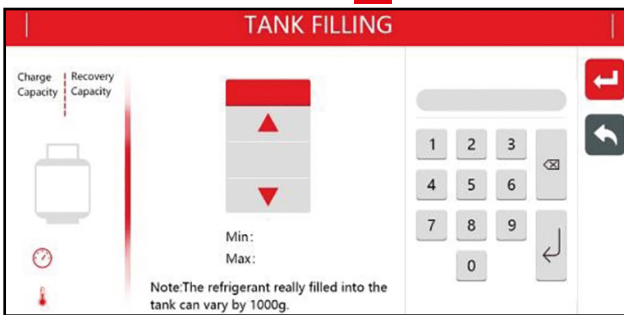 TANK FILLING
Charge Capacity
Recovery Capacity
Min:
Max:
Note:The refrigerant really filled into the
tank can vary by 1000g.
1 2 3
4 5 6
7 8 9
0